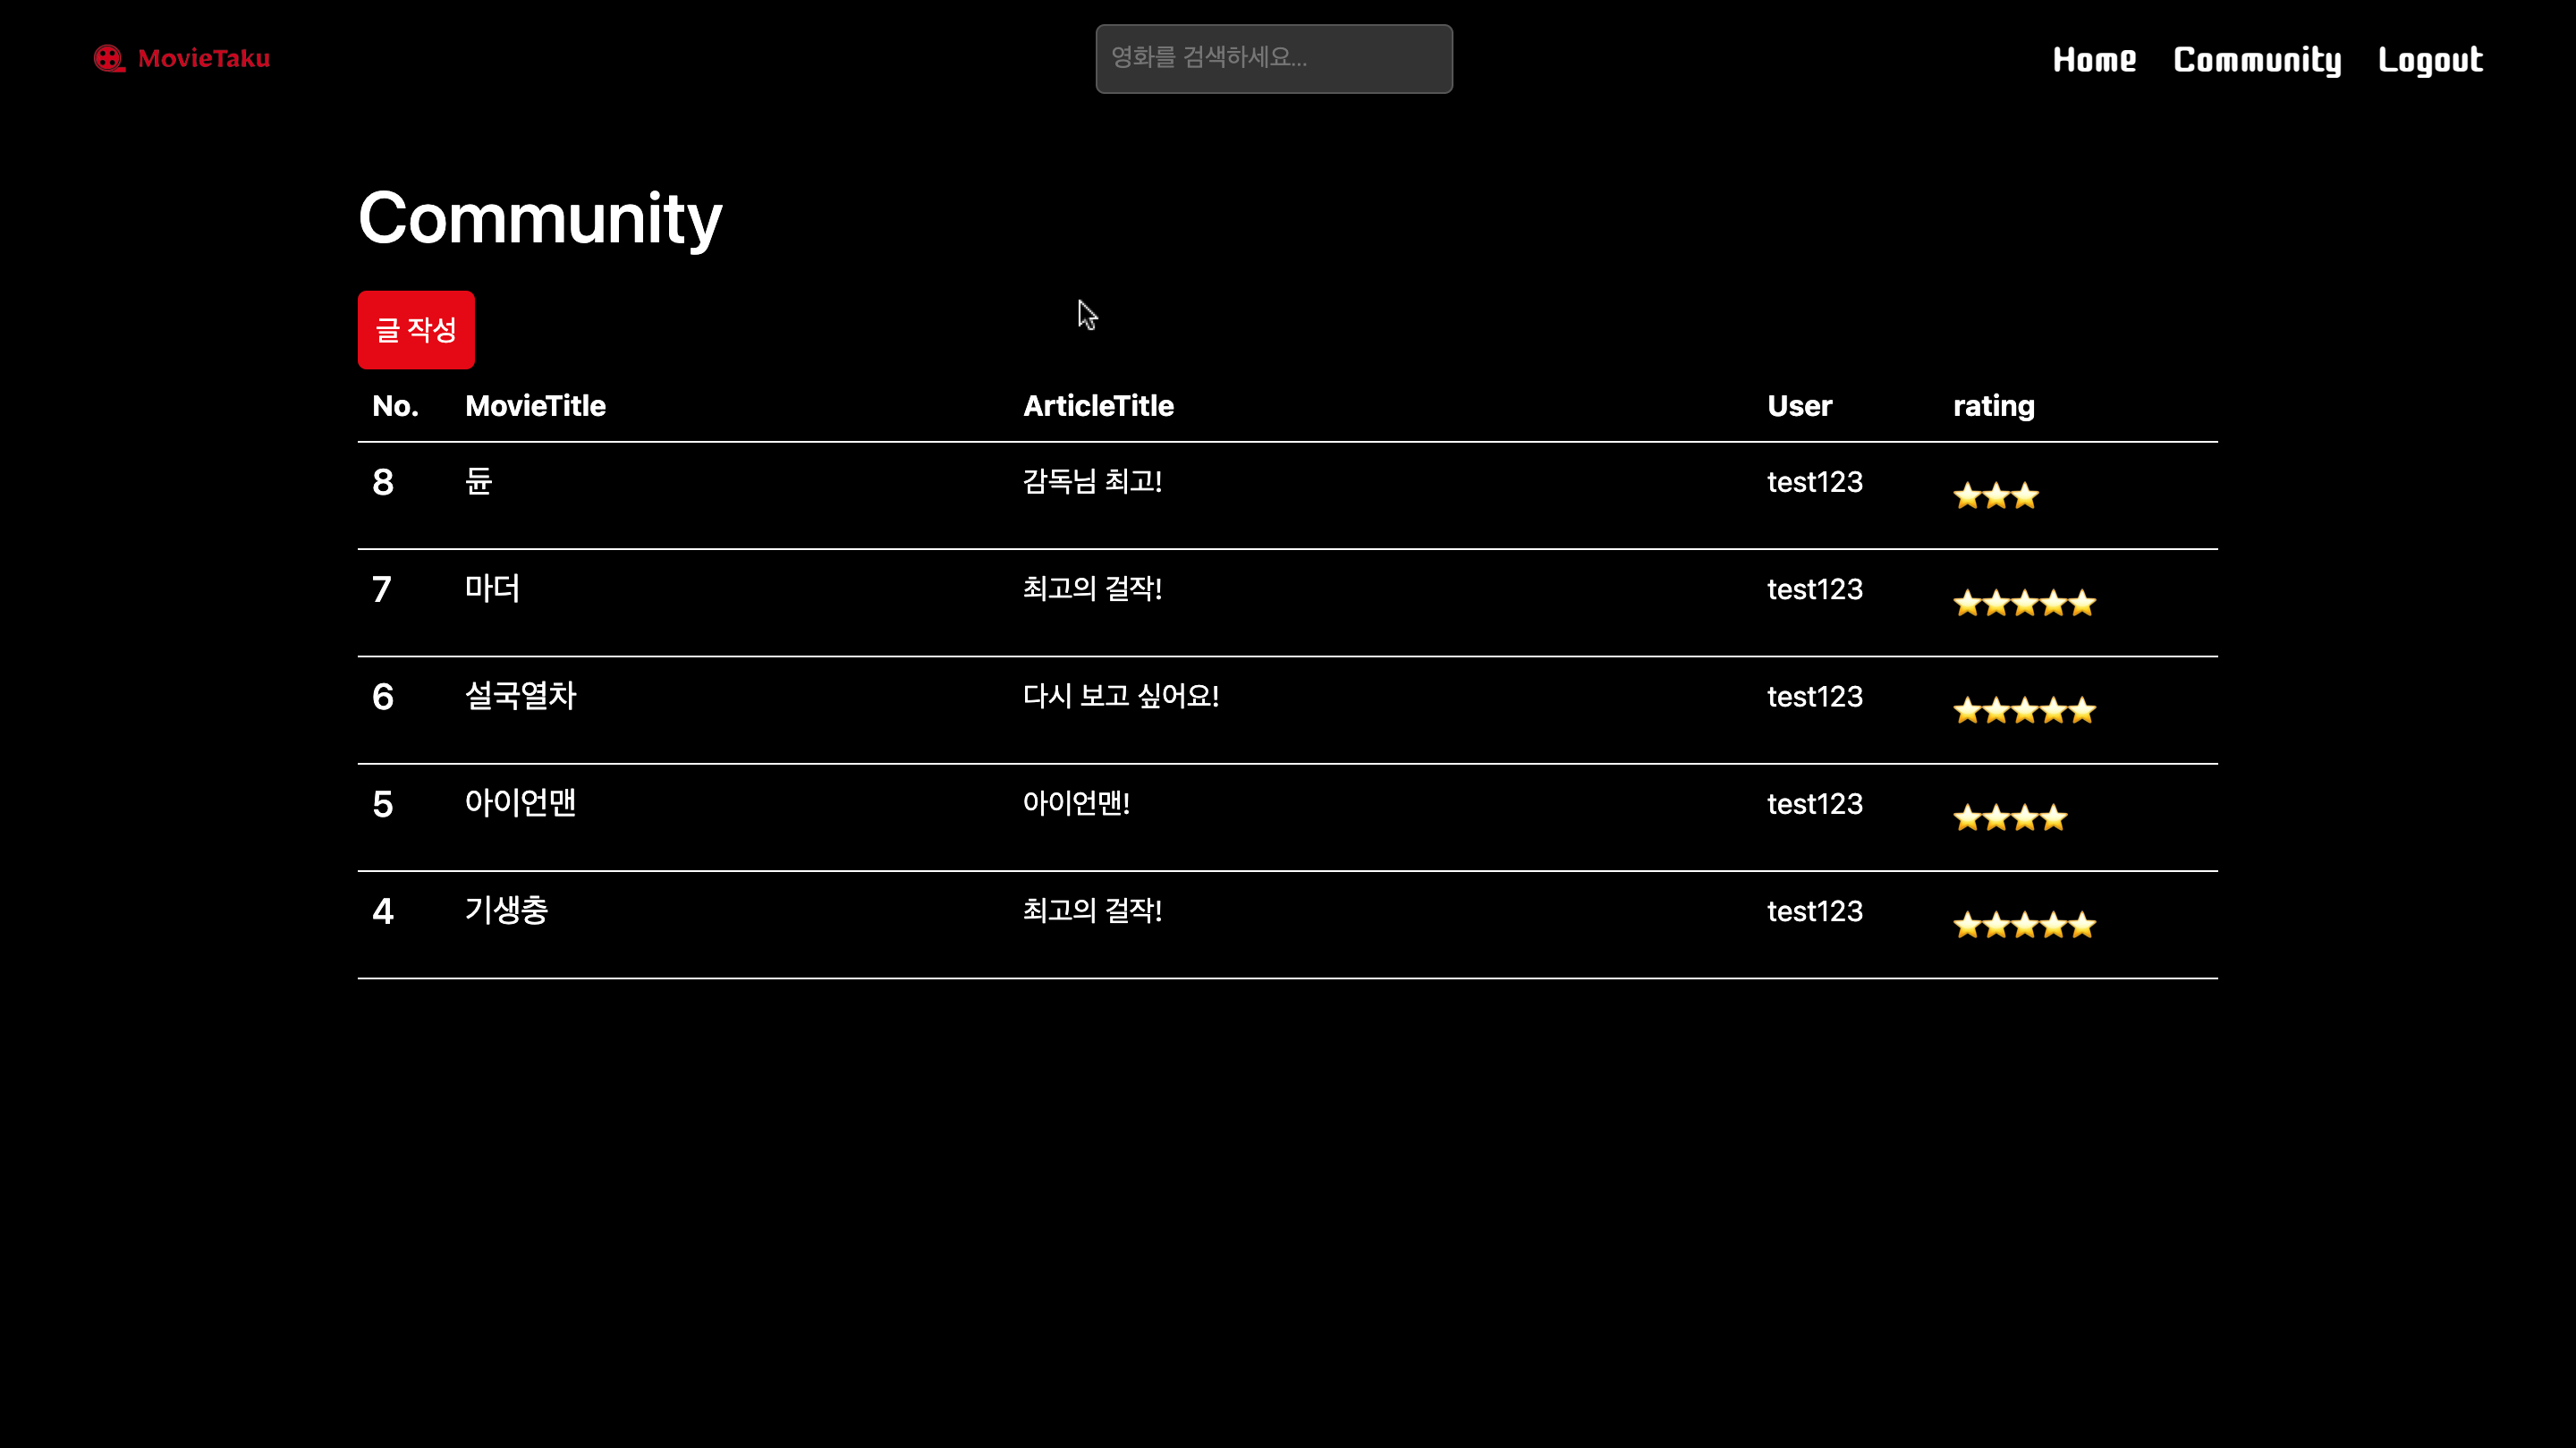 MovieTaku
영화를 검색하세요...
Home Community Logout
Community
글 작성
No. MovieTitle ArticleTitle User rating
8 듄 감독님 최고! test123 ⭐⭐⭐
7 마더 최고의 걸작! test123 ⭐⭐⭐⭐⭐
6 설국열차 다시 보고 싶어요! test123 ⭐⭐⭐⭐⭐
5 아이언맨 아이언맨! test123 ⭐⭐⭐⭐
4 기생충 최고의 걸작! test123 ⭐⭐⭐⭐⭐